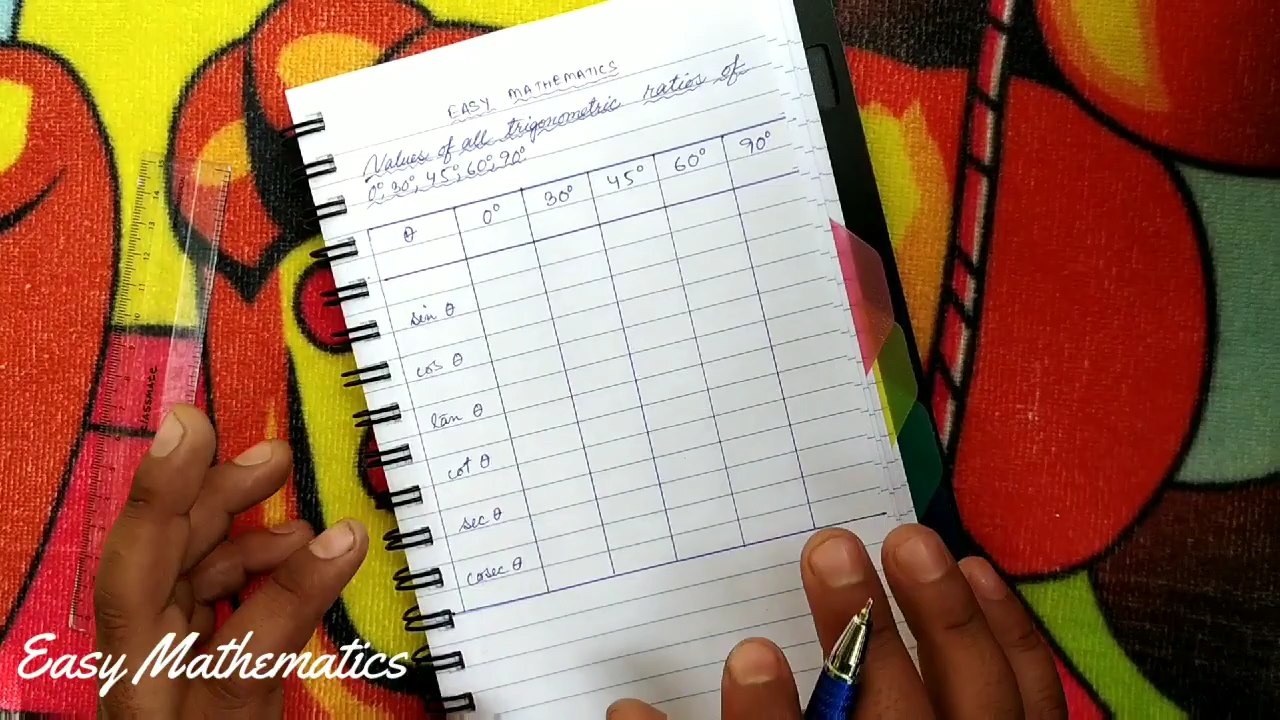 EASY MATHEMATICS
Values of all trigonometric ratios of
0°, 30°, 45°, 60°, 90°
θ 0° 30° 45° 60° 90°
sin θ
cos θ
tan θ
cot θ
sec θ
cosec θ
CLASSMATE
Easy Mathematics